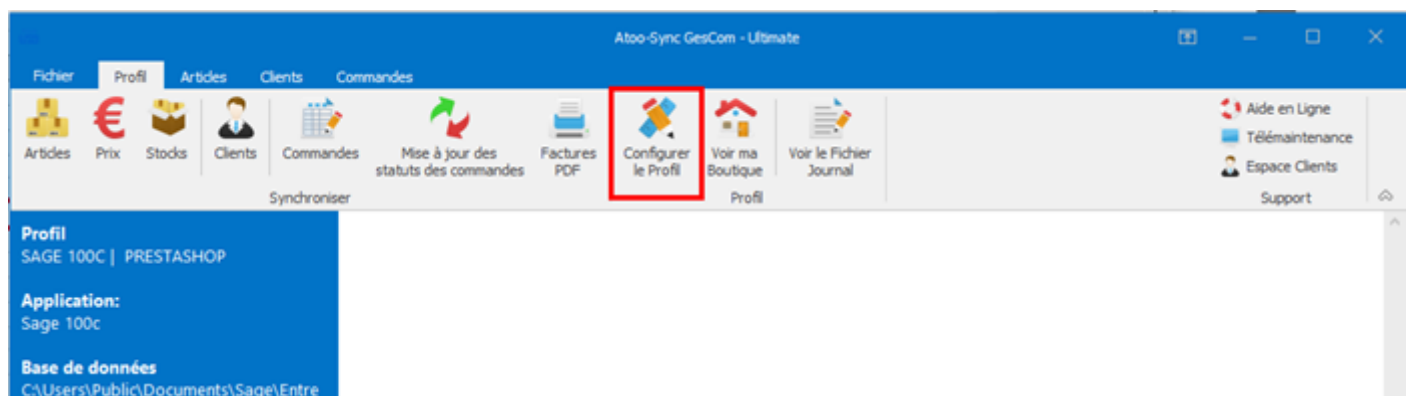 Atoo-Sync GesCom - Ultimate
Fichier Profil Articles Clients Commandes
Articles Prix Stocks Clients Commandes Mise à jour des statuts des commandes Factures PDF Configurer le Profil Voir ma Boutique Voir le Fichier Journal
Aide en Ligne
Télémaintenance
Espace Clients
Synchroniser Profil Support
Profil
SAGE 100C | PRESTASHOP
Application:
Sage 100c
Base de données
C:\Users\Public\Documents\Sage\Entre